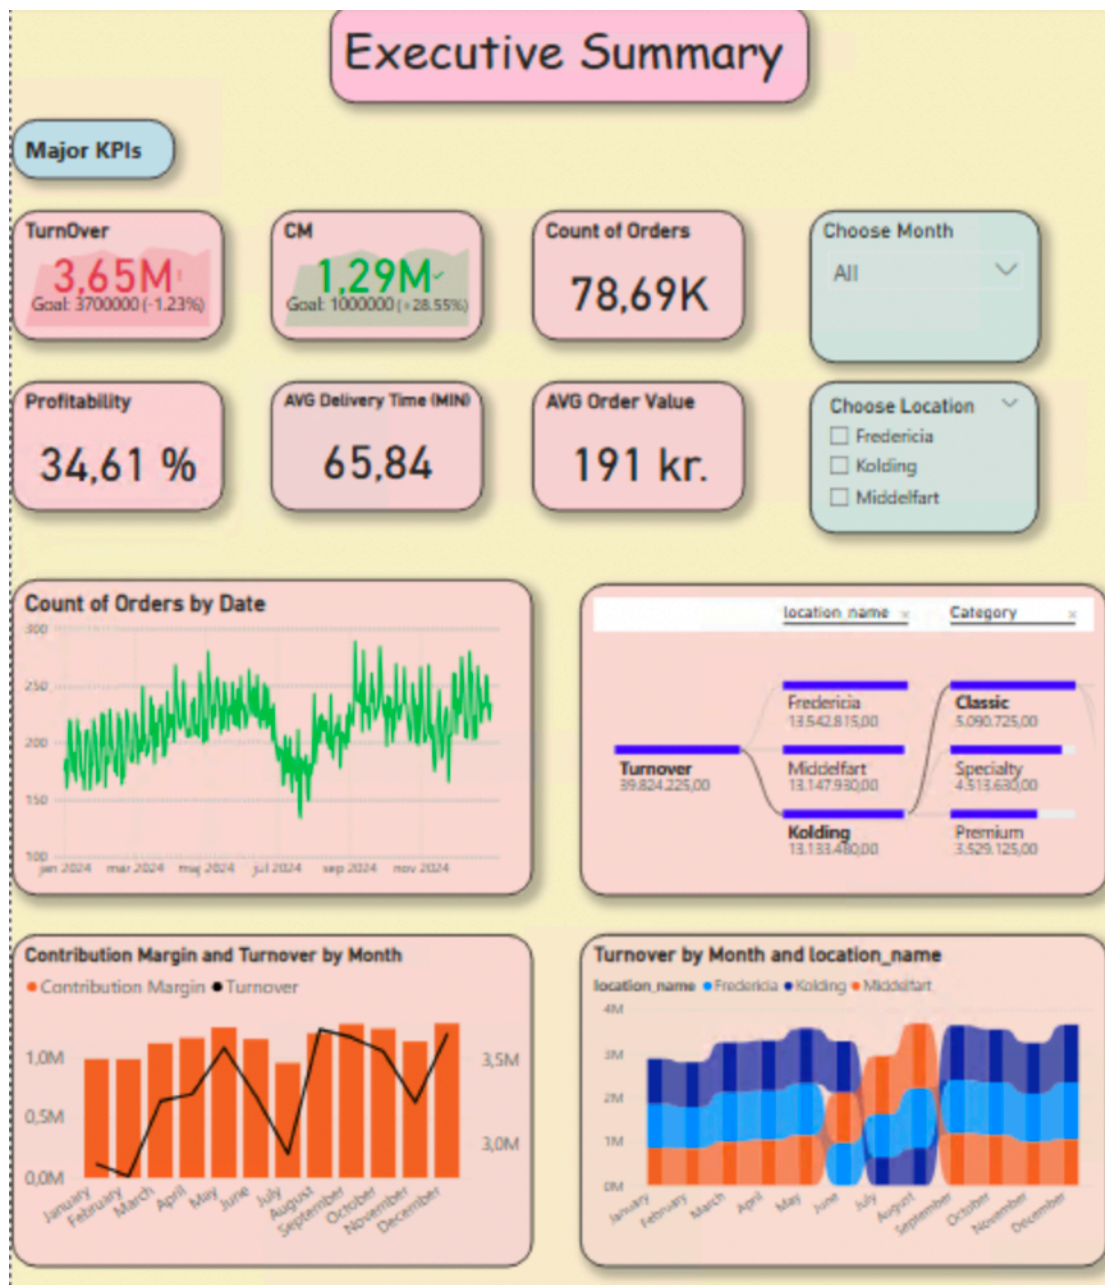 Executive Summary
Major KPIs
TurnOver
3,65M!
Goal: 3700000 (-1.23%)
CM
1,29M✓
Goal: 1000000 (+28.55%)
Count of Orders
78,69K
Choose Month
All
Profitability
34,61 %
AVG Delivery Time (MIN)
65,84
AVG Order Value
191 kr.
Choose Location
Fredericia
Kolding
Middelfart
Count of Orders by Date
300
250
200
150
100
jan 2024 mar 2024 maj 2024 jul 2024 sep 2024 nov 2024
location_name × Category ×
Turnover
39.824.225,00
Fredericia
13.542.815,00
Middlefart
13.147.930,00
Kolding
13.133.480,00
Classic
5.090.725,00
Specialty
4.513.630,00
Premium
3.529.125,00
Contribution Margin and Turnover by Month
Contribution Margin Turnover
1,0M
0,5M
0,0M
3,5M
3,0M
January February March April May June July August September October November December
Turnover by Month and location_name
location_name Fredericia Kolding Middlefart
4M
3M
2M
1M
0M
January February March April May June July August September October November December